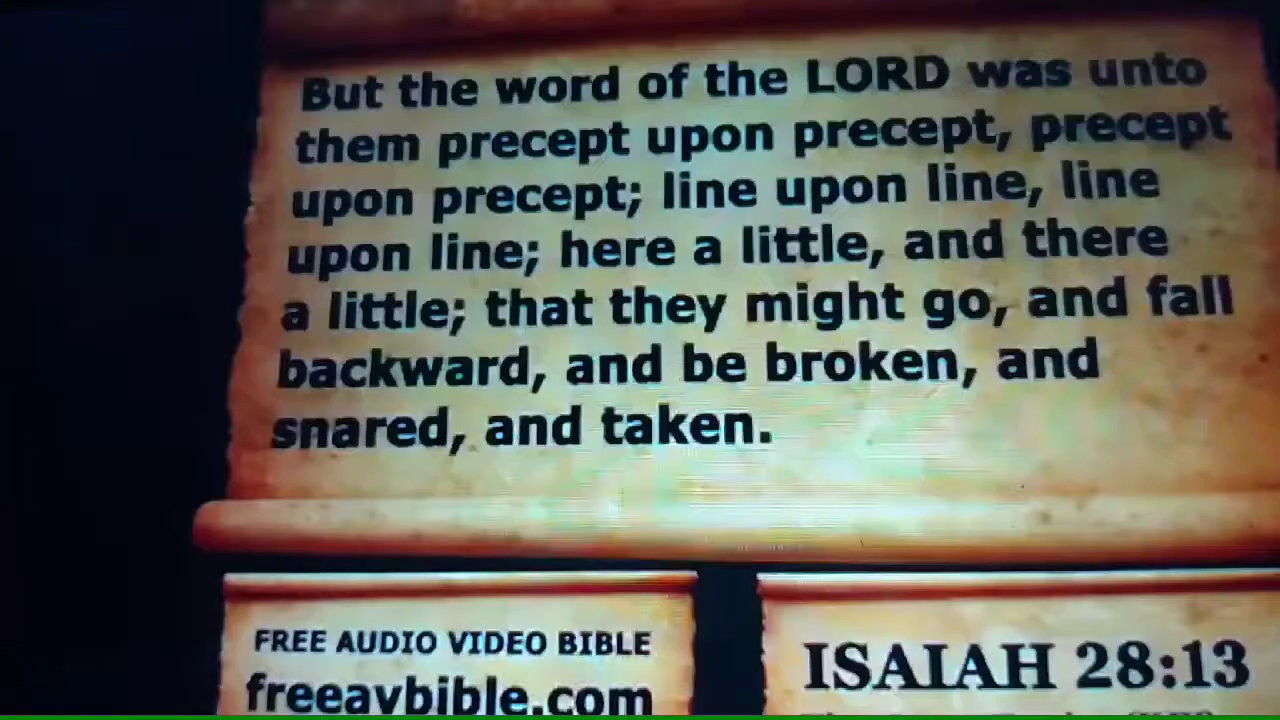 But the word of the LORD was unto
them precept upon precept, precept
upon precept; line upon line, line
upon line; here a little, and there
a little; that they might go, and fall
backward, and be broken, and
snared, and taken.
FREE AUDIO VIDEO BIBLE
freeavbible.com
ISAIAH 28:13